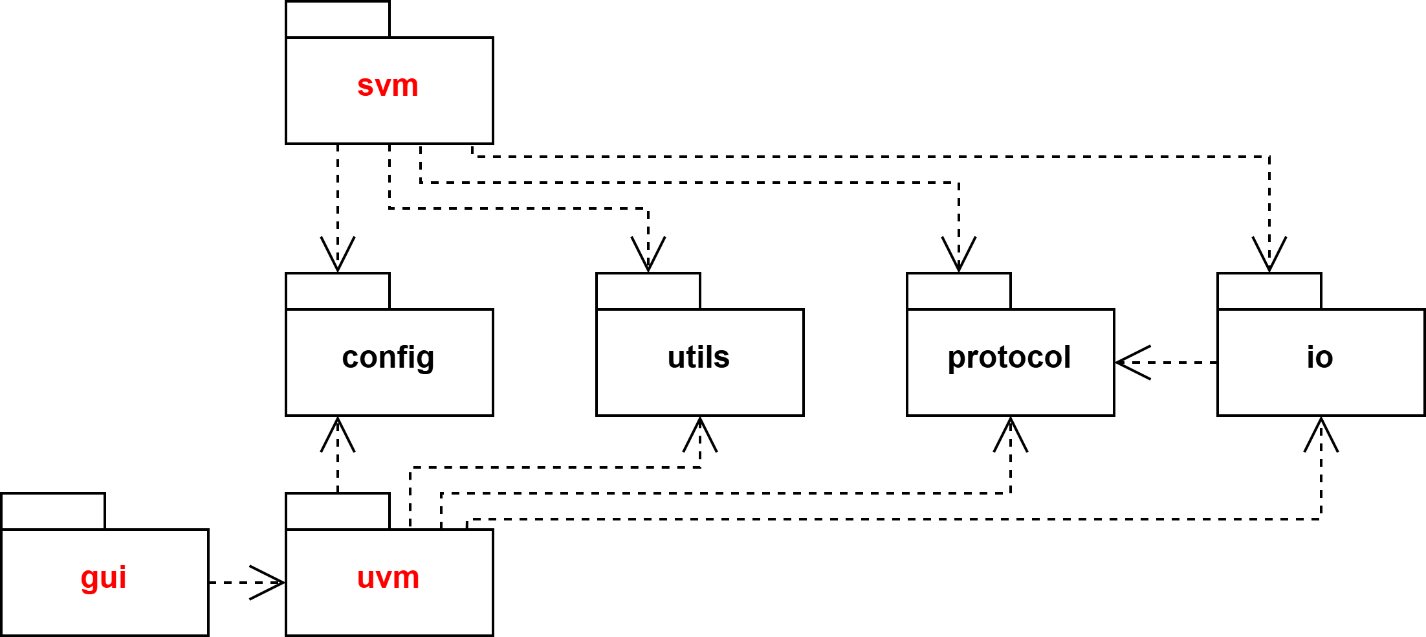 svm
config
utils
protocol
io
gui
uvm